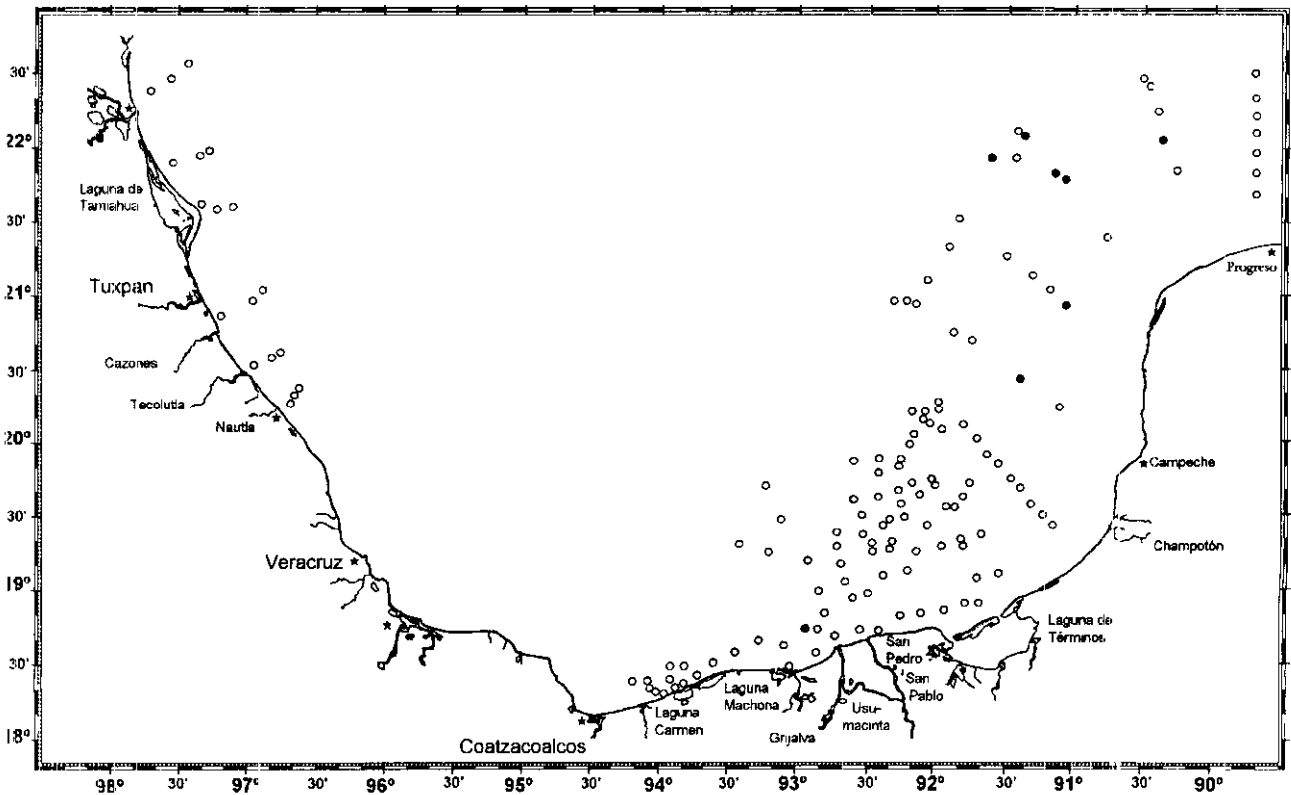 30'
22°
Laguna de
Tamiahua
30'
Progreso
Tuxpan
21°
Cazones
30'
Tecolutla
Nautla
20°
Campeche
30'
Champotón
Veracruz
19°
Laguna de
Términos
San
Pedro
30'
San
Pablo
Laguna
Machona
Laguna
Carmen
Usu-
macinta
Grijalva
18°
Coatzacoalcos
98° 30' 97° 30' 96° 30' 95° 30' 94° 30' 93° 30' 92° 30' 91° 30' 90°